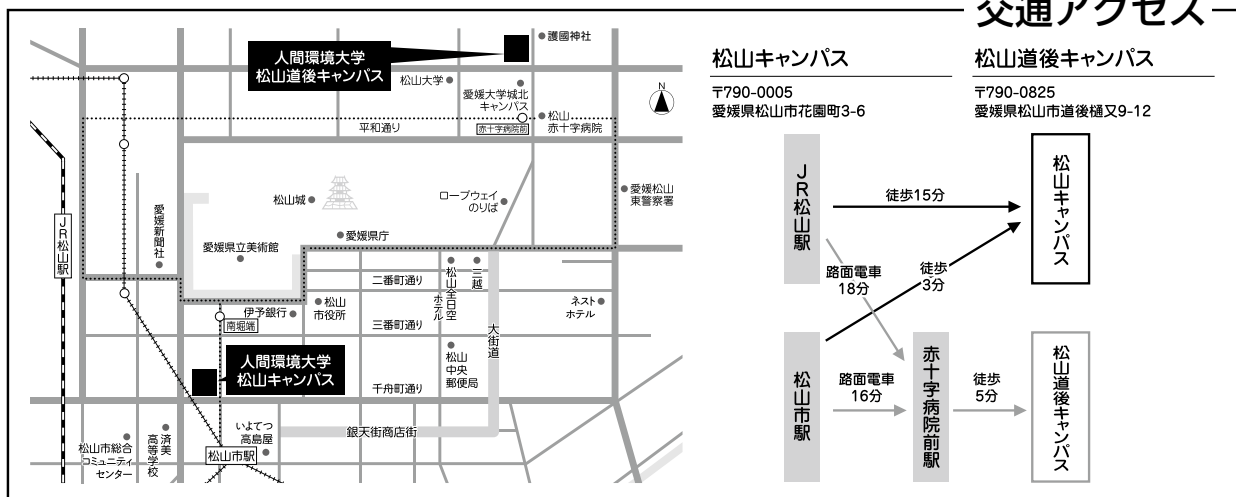 交通アクセス
人間環境大学
松山道後キャンパス
護國神社
松山大学
愛媛大学城北
キャンパス
N
松山
赤十字病院
赤十字病院前
平和通り
松山城
ロープウェイ
のりば
愛媛松山
東警察署
JR松山駅
愛媛新聞社
愛媛県立美術館
愛媛県庁
二番町通り
松山全日空
ホテル
三越
伊予銀行
松山
市役所
ネスト
ホテル
南堀端
三番町通り
大街道
人間環境大学
松山キャンパス
松山
中央
郵便局
千舟町通り
いよてつ
高島屋
銀天街商店街
松山市総合
コミュニティ
センター
済美
高等学校
松山市駅
松山キャンパス
〒790-0005
愛媛県松山市花園町3-6
松山道後キャンパス
〒790-0825
愛媛県松山市道後樋又9-12
JR松山駅
徒歩15分
松山キャンパス
路面電車
18分
徒歩
3分
松山市駅
路面電車
16分
赤十字病院前駅
徒歩
5分
松山道後キャンパス